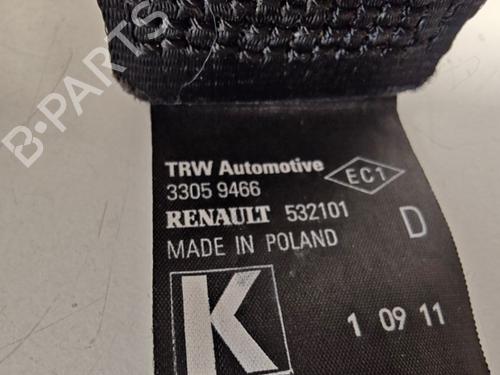 B-PARTS
TRW Automotive
3305 9466
EC1
RENAULT 532101
D
MADE IN POLAND
K
1 09 11